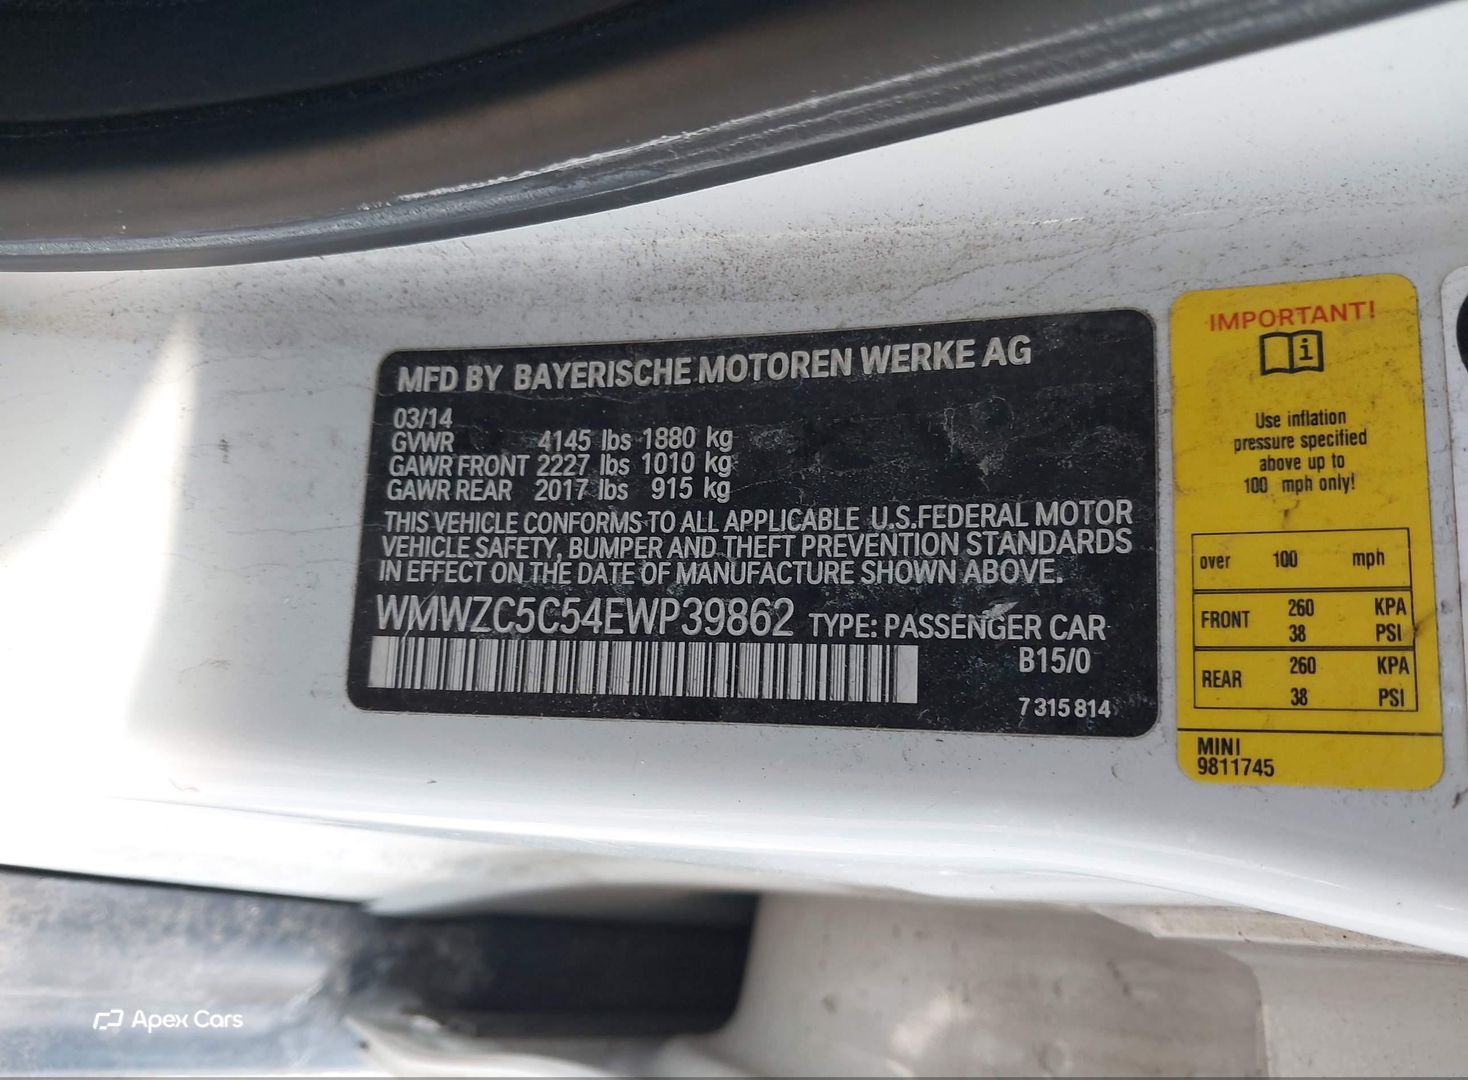 MFD BY BAYERISCHE MOTOREN WERKE AG
03/14
GVWR 4145 lbs 1880 kg
GAWR FRONT 2227 lbs 1010 kg
GAWR REAR 2017 lbs 915 kg
THIS VEHICLE CONFORMS TO ALL APPLICABLE U.S.FEDERAL MOTOR
VEHICLE SAFETY, BUMPER AND THEFT PREVENTION STANDARDS
IN EFFECT ON THE DATE OF MANUFACTURE SHOWN ABOVE.
WMWZC5C54EWP39862 TYPE: PASSENGER CAR
B15/0
7 315 814
IMPORTANT!
i
Use inflation
pressure specified
above up to
100 mph only!
over 100 mph
FRONT 260 KPA
38 PSI
REAR 260 KPA
38 PSI
MINI
9811745
Apex Cars